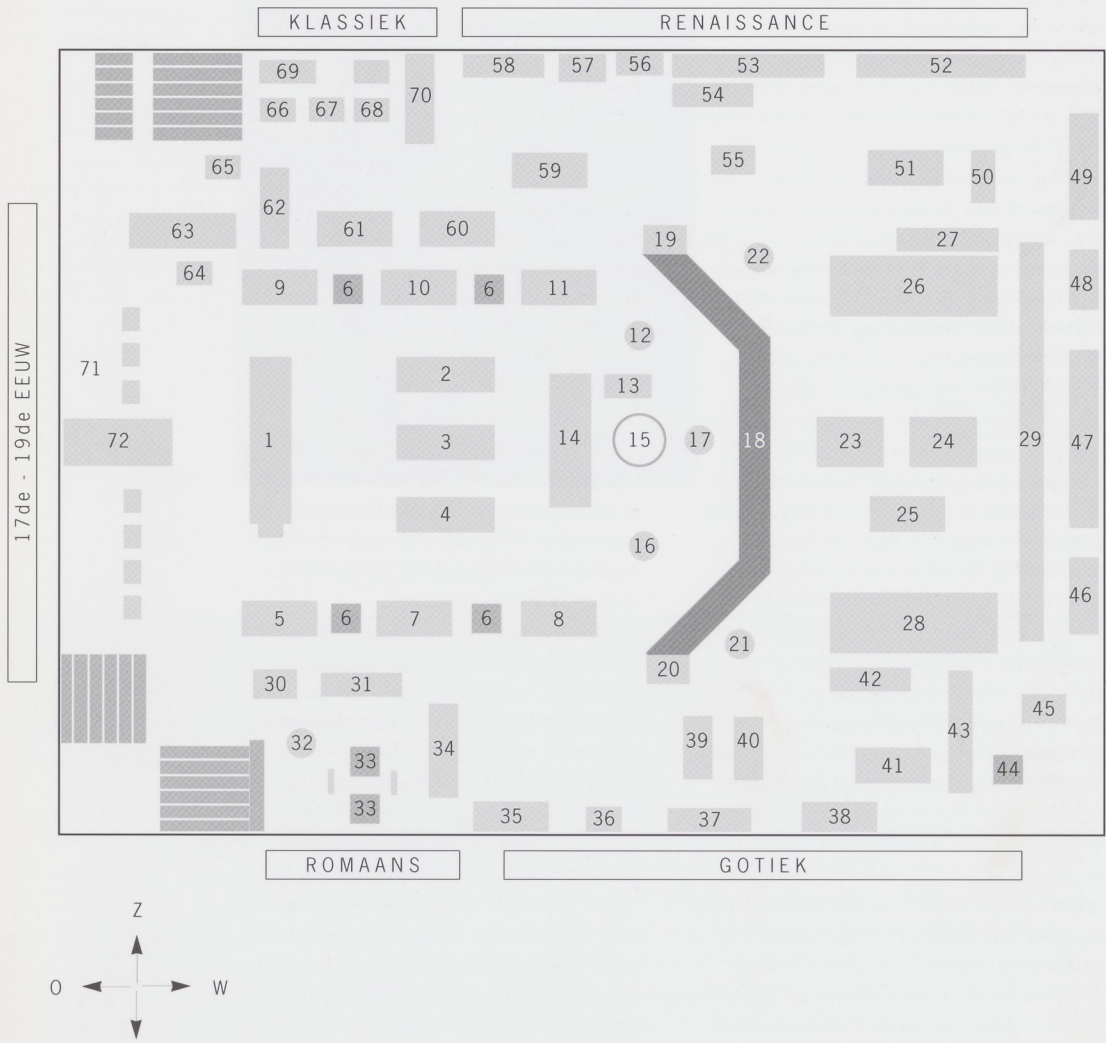 KLASSIEK RENAISSANCE
69 58 57 56 53 52
66 67 68 70 54
65 59 55 51 50 49
62
63 61 60 19 22 27
64 9 6 10 6 11 26 48
12
71 2 13
17de - 19de EEUW
72 1 3 14 15 17 18 23 24 29 47
4 25
16
5 6 7 6 8 28 46
21
30 31 20 42
45
32 33 34 39 40 43
41 44
33 35 36 37 38
ROMAANS GOTIEK
Z
O W